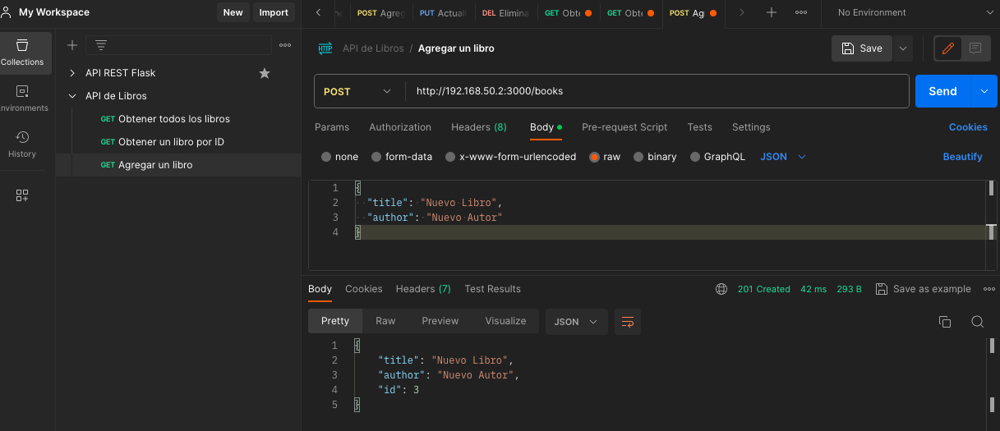 My Workspace
New
Import
POST Agreg
PUT Actuali
DEL Elimina
GET Obte
GET Obte
POST Ag
No Environment
Collections
API REST Flask
API de Libros
GET Obtener todos los libros
GET Obtener un libro por ID
GET Agregar un libro
nvironments
History
HTTP
API de Libros / Agregar un libro
Save
POST
http://192.168.50.2:3000/books
Send
Params
Authorization
Headers (8)
Body
Pre-request Script
Tests
Settings
Cookies
none
form-data
x-www-form-urlencoded
raw
binary
GraphQL
JSON
Beautify
1 {
2 "title": "Nuevo Libro",
3 "author": "Nuevo Autor"
4 }
Body
Cookies
Headers (7)
Test Results
201 Created
42 ms
293 B
Save as example
Pretty
Raw
Preview
Visualize
JSON
1 {
2 "title": "Nuevo Libro",
3 "author": "Nuevo Autor",
4 "id": 3
5 }